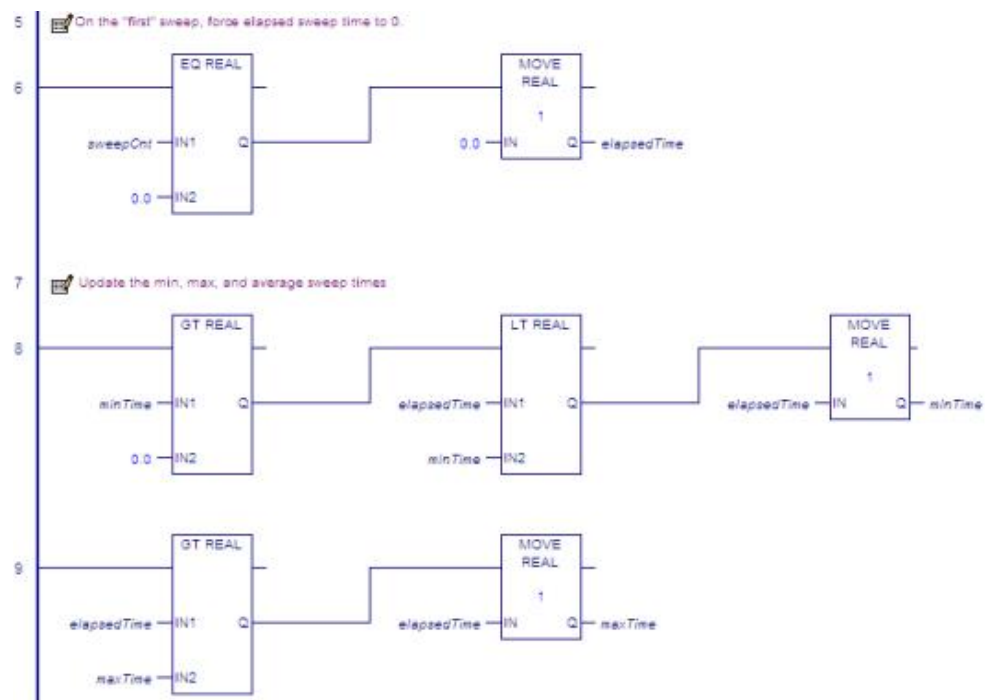 5 On the "first" sweep, force elapsed sweep time to 0.
EQ REAL MOVE
REAL
6
1
sweepCnt IN1 Q 0.0 IN Q elapsedTime
0.0 IN2
7 Update the min, max, and average sweep times
GT REAL LT REAL MOVE
REAL
8
1
minTime IN1 Q elapsedTime IN1 Q elapsedTime IN Q minTime
0.0 IN2 minTime IN2
GT REAL MOVE
REAL
9
1
elapsedTime IN1 Q elapsedTime IN Q maxTime
maxTime IN2